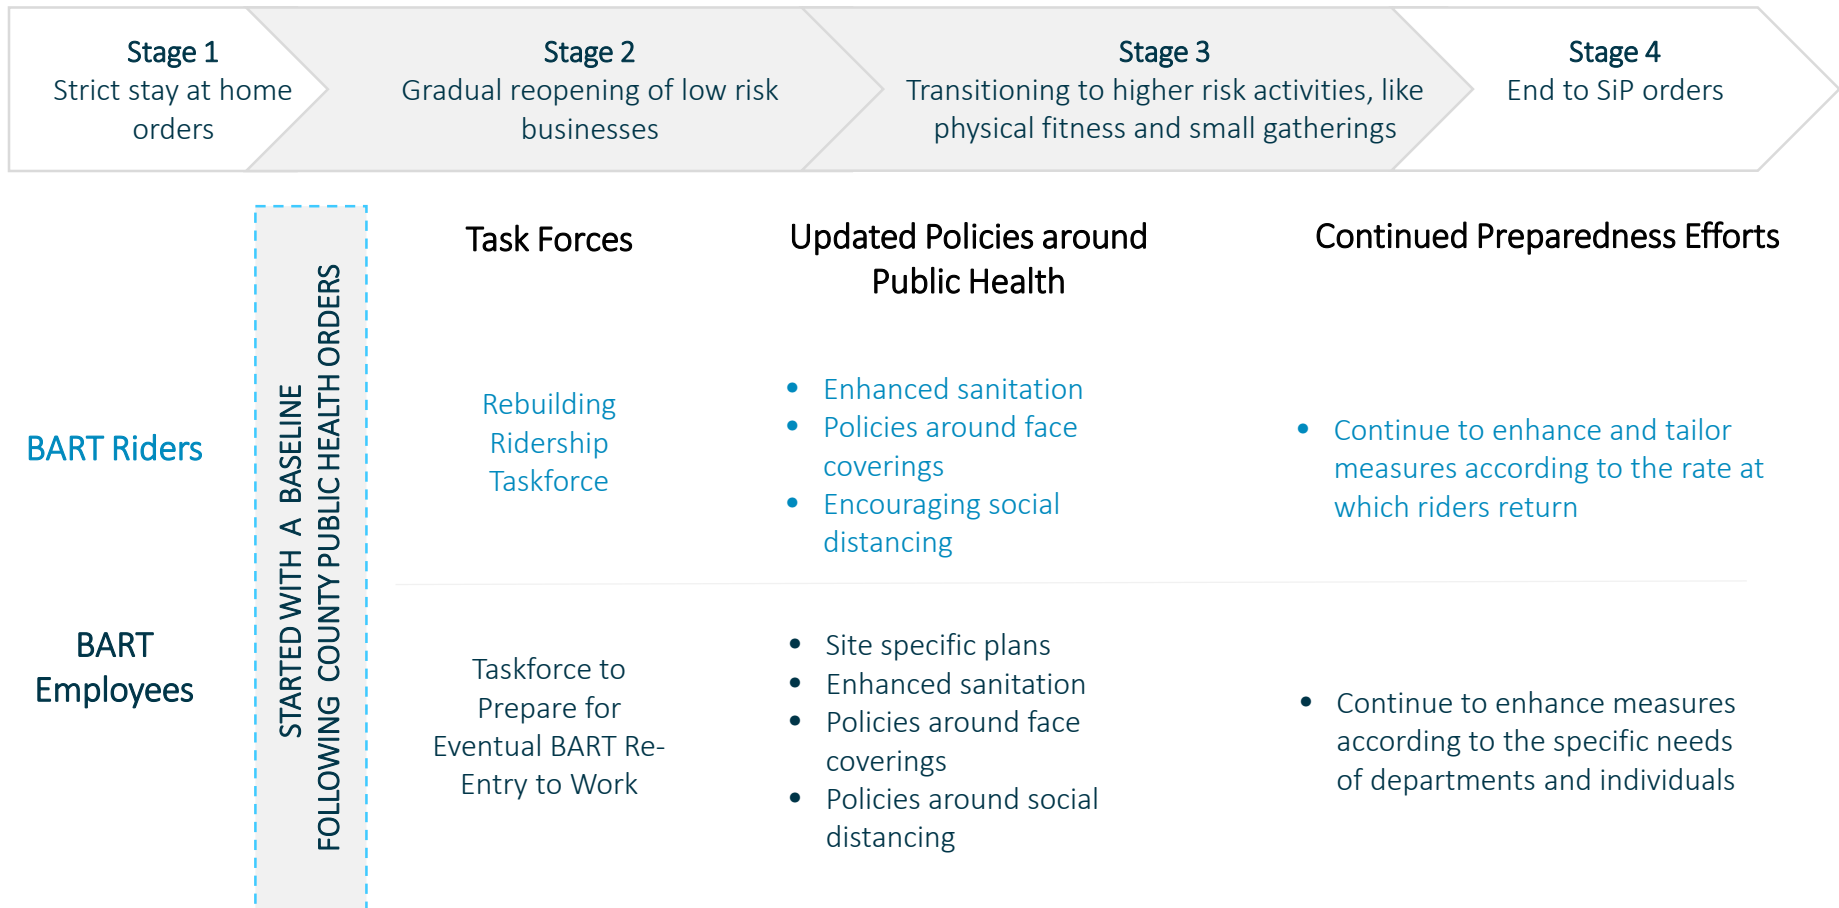 Stage 1
Strict stay at home
orders
Stage 2
Gradual reopening of low risk
businesses
Stage 3
Transitioning to higher risk activities, like
physical fitness and small gatherings
Stage 4
End to SiP orders
STARTED WITH A BASELINE
FOLLOWING COUNTY PUBLIC HEALTH ORDERS
Task Forces
Updated Policies around
Public Health
Continued Preparedness Efforts
BART Riders
Rebuilding
Ridership
Taskforce
• Enhanced sanitation
• Policies around face
coverings
• Encouraging social
distancing
• Continue to enhance and tailor
measures according to the rate at
which riders return
BART
Employees
Taskforce to
Prepare for
Eventual BART Re-
Entry to Work
• Site specific plans
• Enhanced sanitation
• Policies around face
coverings
• Policies around social
distancing
• Continue to enhance measures
according to the specific needs
of departments and individuals